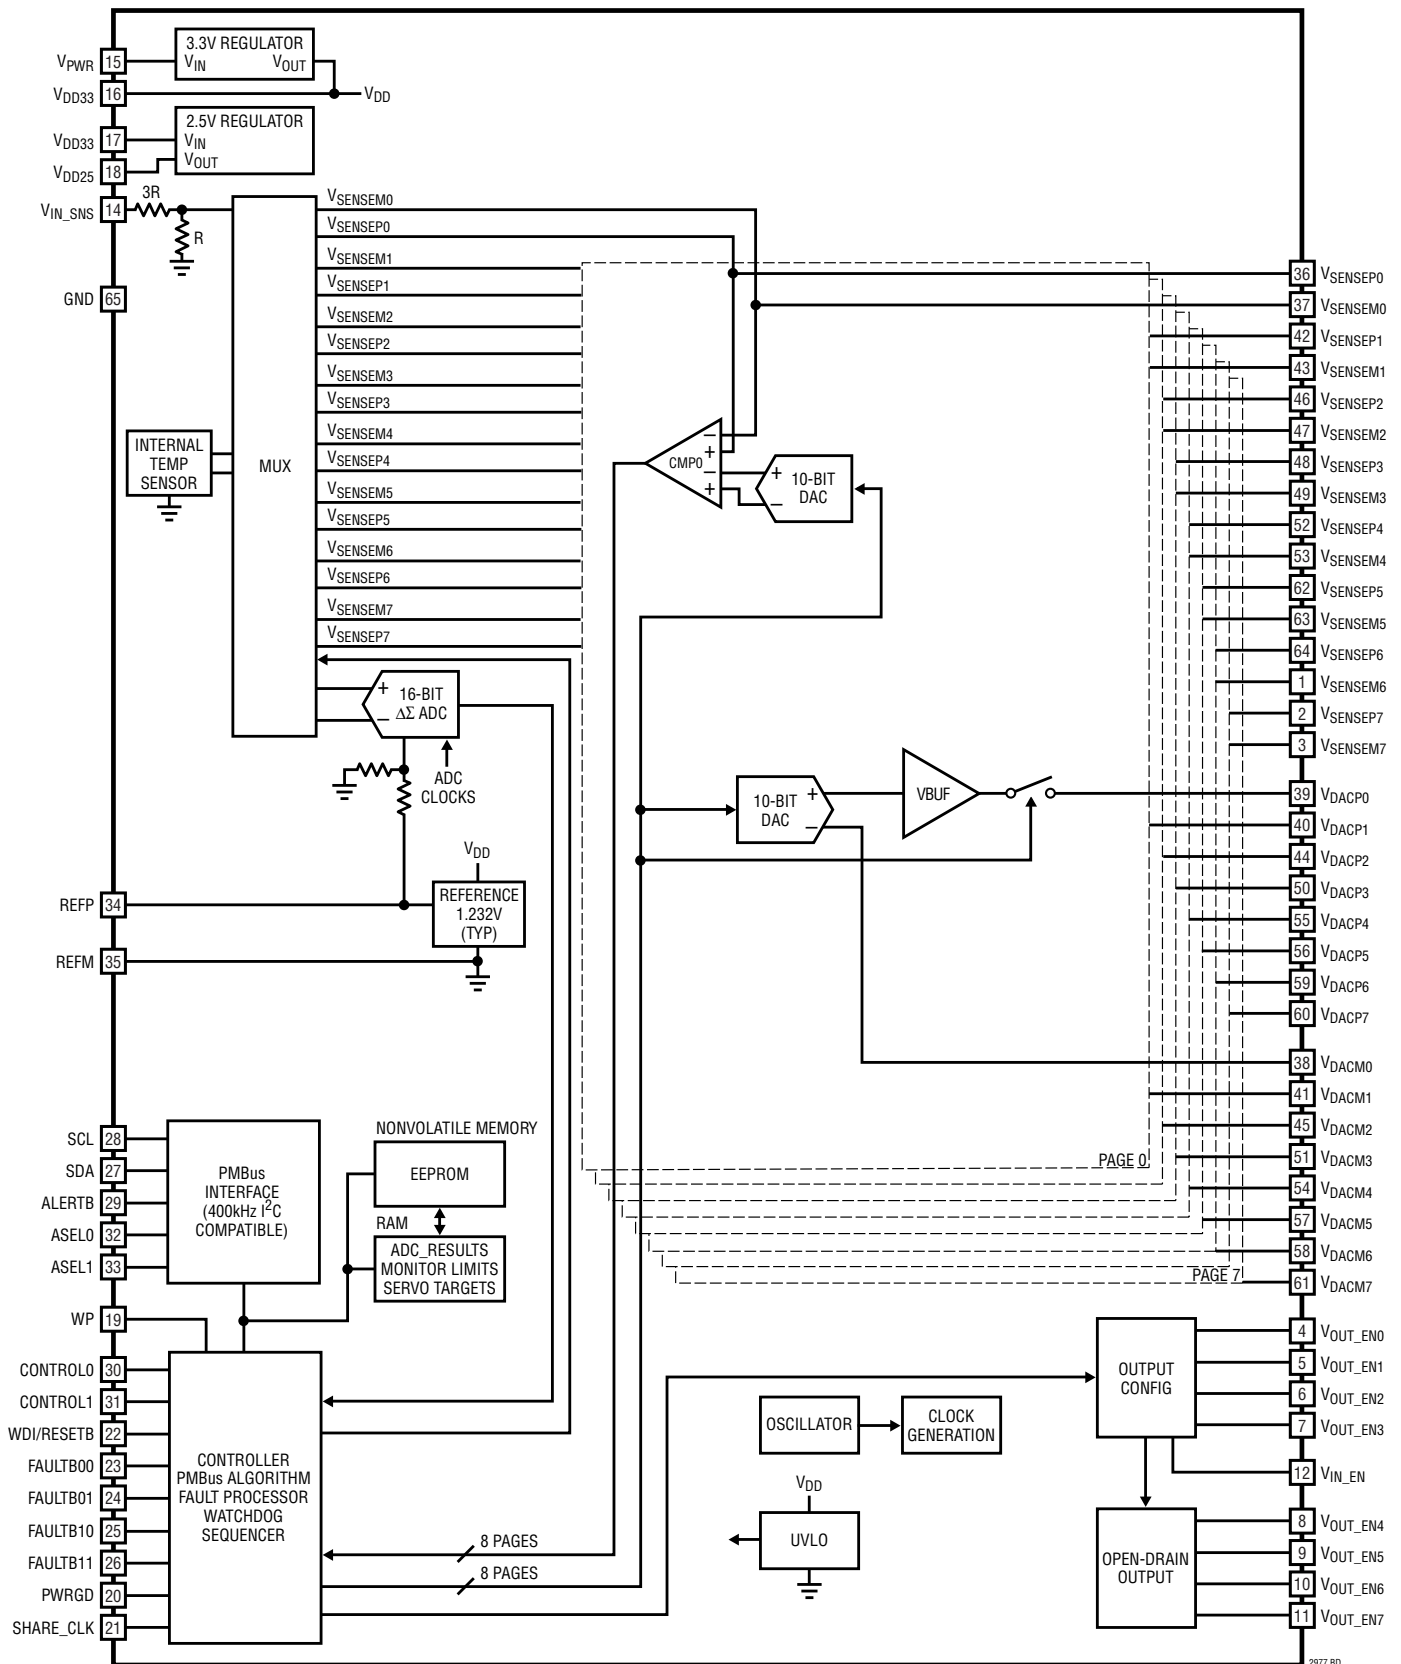 3.3V REGULATOR
VIN VOUT
VPWR 15
VDD33 16
VDD
2.5V REGULATOR
VIN
VOUT
VDD33 17
VDD25 18
3R
VIN_SNS 14
R
GND 65
MUX
INTERNAL
TEMP
SENSOR
VSENSEM0
VSENSEP0
VSENSEM1
VSENSEP1
VSENSEM2
VSENSEP2
VSENSEM3
VSENSEP3
VSENSEM4
VSENSEP4
VSENSEM5
VSENSEP5
VSENSEM6
VSENSEP6
VSENSEM7
VSENSEP7
– + – +
CMP0
+ –
10-BIT
DAC
+ –
16-BIT
ΔΣ ADC
ADC
CLOCKS
10-BIT
DAC
+ –
VBUF
VDD
REFERENCE
1.232V
(TYP)
REFP 34
REFM 35
36 VSENSEP0
37 VSENSEM0
42 VSENSEP1
43 VSENSEM1
46 VSENSEP2
47 VSENSEM2
48 VSENSEP3
49 VSENSEM3
52 VSENSEP4
53 VSENSEM4
62 VSENSEP5
63 VSENSEM5
64 VSENSEP6
1 VSENSEM6
2 VSENSEP7
3 VSENSEM7
39 VDACP0
40 VDACP1
44 VDACP2
50 VDACP3
55 VDACP4
56 VDACP5
59 VDACP6
60 VDACP7
38 VDACM0
41 VDACM1
45 VDACM2
51 VDACM3
54 VDACM4
57 VDACM5
58 VDACM6
61 VDACM7
PAGE 0
PAGE 7
SCL 28
SDA 27
ALERTB 29
ASEL0 32
ASEL1 33
PMBus
INTERFACE
(400kHz I2C
COMPATIBLE)
NONVOLATILE MEMORY
EEPROM
RAM
ADC_RESULTS
MONITOR LIMITS
SERVO TARGETS
WP 19
CONTROL0 30
CONTROL1 31
WDI/RESETB 22
FAULTB00 23
FAULTB01 24
FAULTB10 25
FAULTB11 26
PWRGD 20
SHARE_CLK 21
CONTROLLER
PMBus ALGORITHM
FAULT PROCESSOR
WATCHDOG
SEQUENCER
8 PAGES
8 PAGES
OSCILLATOR
CLOCK
GENERATION
VDD
UVLO
OUTPUT
CONFIG
OPEN-DRAIN
OUTPUT
4 VOUT_EN0
5 VOUT_EN1
6 VOUT_EN2
7 VOUT_EN3
12 VIN_EN
8 VOUT_EN4
9 VOUT_EN5
10 VOUT_EN6
11 VOUT_EN7
2977 BD